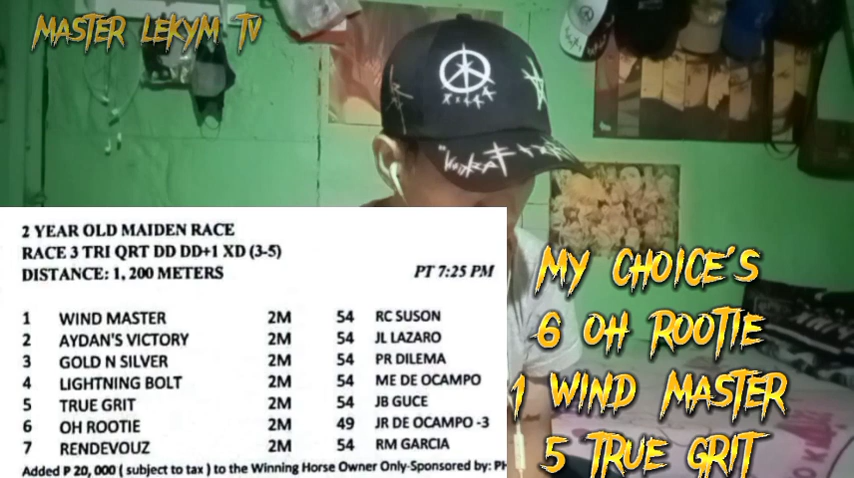 MASTER LEKYM TV
2 YEAR OLD MAIDEN RACE
RACE 3 TRI QRT DD DD+1 XD (3-5)
DISTANCE: 1, 200 METERS PT 7:25 PM
1 WIND MASTER 2M 54 RC SUSON
2 AYDAN'S VICTORY 2M 54 JL LAZARO
3 GOLD N SILVER 2M 54 PR DILEMA
4 LIGHTNING BOLT 2M 54 ME DE OCAMPO
5 TRUE GRIT 2M 54 JB GUCE
6 OH ROOTIE 2M 49 JR DE OCAMPO -3
7 RENDEVOUZ 2M 54 RM GARCIA
Added P 20, 000 ( subject to tax ) to the Winning Horse Owner Only-Sponsored by: PH
MY CHOICE'S
6 OH ROOTIE
1 WIND MASTER
5 TRUE GRIT